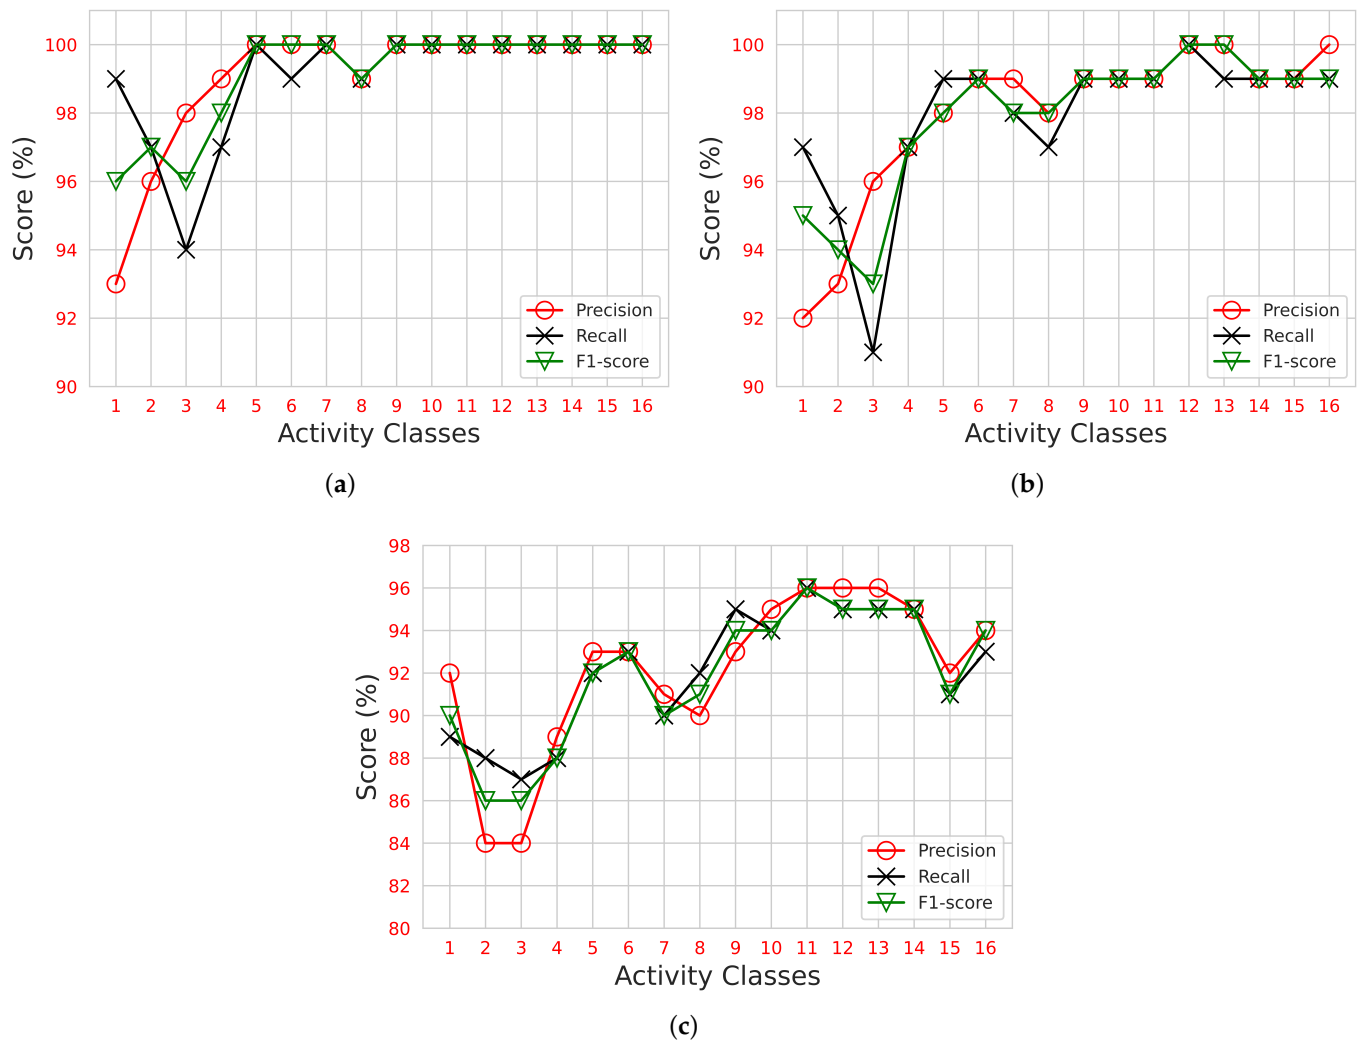 100
98
96
94
92
90
Score (%)
Precision
Recall
F1-score
1 2 3 4 5 6 7 8 9 10 11 12 13 14 15 16
Activity Classes
(a)
100
98
96
94
92
90
Score (%)
Precision
Recall
F1-score
1 2 3 4 5 6 7 8 9 10 11 12 13 14 15 16
Activity Classes
(b)
98
96
94
92
90
88
86
84
82
80
Score (%)
Precision
Recall
F1-score
1 2 3 4 5 6 7 8 9 10 11 12 13 14 15 16
Activity Classes
(c)